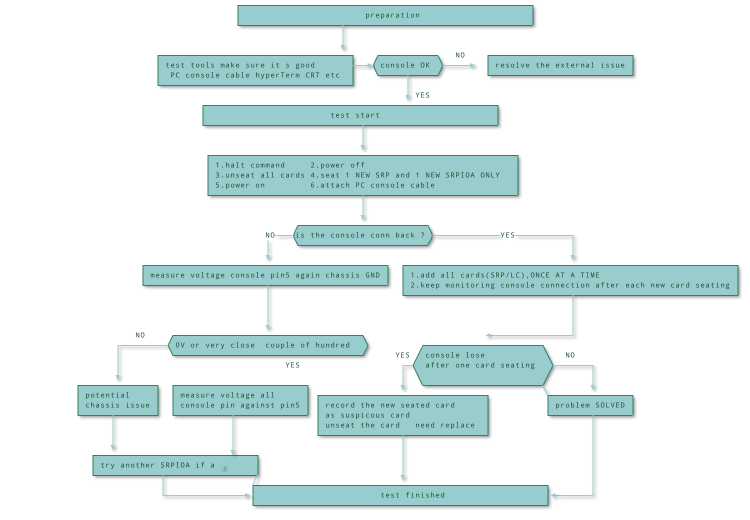 preparation
test tools make sure it s good
PC console cable hyperTerm CRT etc
console OK
NO
resolve the external issue
YES
test start
1.halt command 2.power off
3.unseat all cards 4.seat 1 NEW SRP and 1 NEW SRPIOA ONLY
5.power on 6.attach PC console cable
NO
is the console conn back ?
YES
measure voltage console pin5 again chassis GND
1.add all cards(SRP/LC),ONCE AT A TIME
2.keep monitoring console connection after each new card seating
NO
0V or very close couple of hundred
YES
YES
console lose
after one card seating
NO
potential
chassis issue
measure voltage all
console pin against pin5
record the new seated card
as suspicous card
unseat the card need replace
problem SOLVED
try another SRPIOA if a
test finished